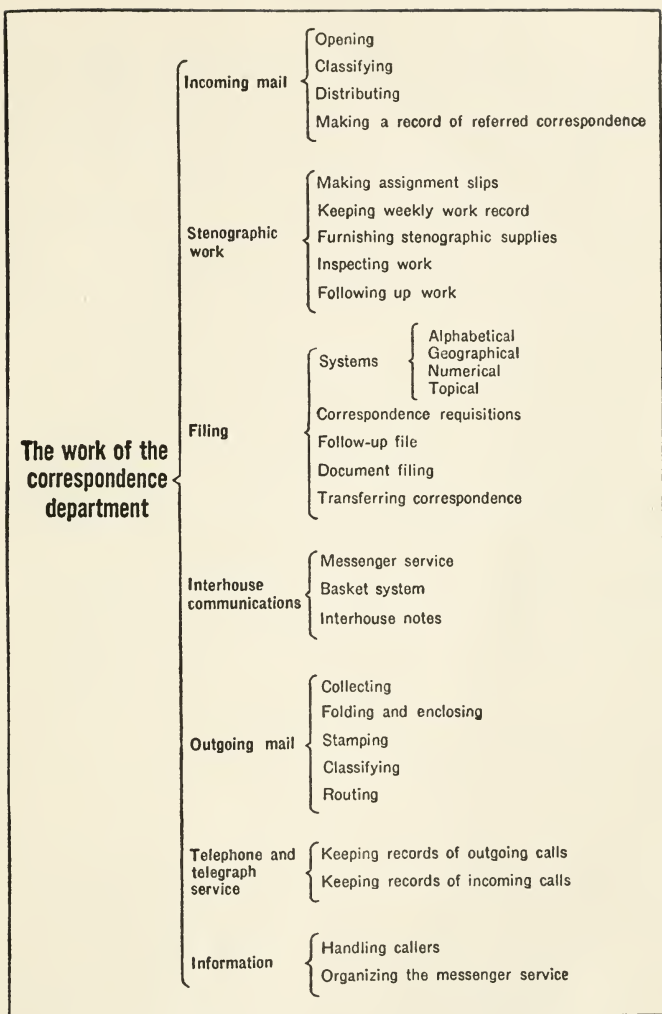 The work of the
correspondence
department
Incoming mail
Opening
Classifying
Distributing
Making a record of referred correspondence
Stenographic
work
Making assignment slips
Keeping weekly work record
Furnishing stenographic supplies
Inspecting work
Following up work
Filing
Systems
Alphabetical
Geographical
Numerical
Topical
Correspondence requisitions
Follow-up file
Document filing
Transferring correspondence
Interhouse
communications
Messenger service
Basket system
Interhouse notes
Outgoing mail
Collecting
Folding and enclosing
Stamping
Classifying
Routing
Telephone and
telegraph
service
Keeping records of outgoing calls
Keeping records of incoming calls
Information
Handling callers
Organizing the messenger service